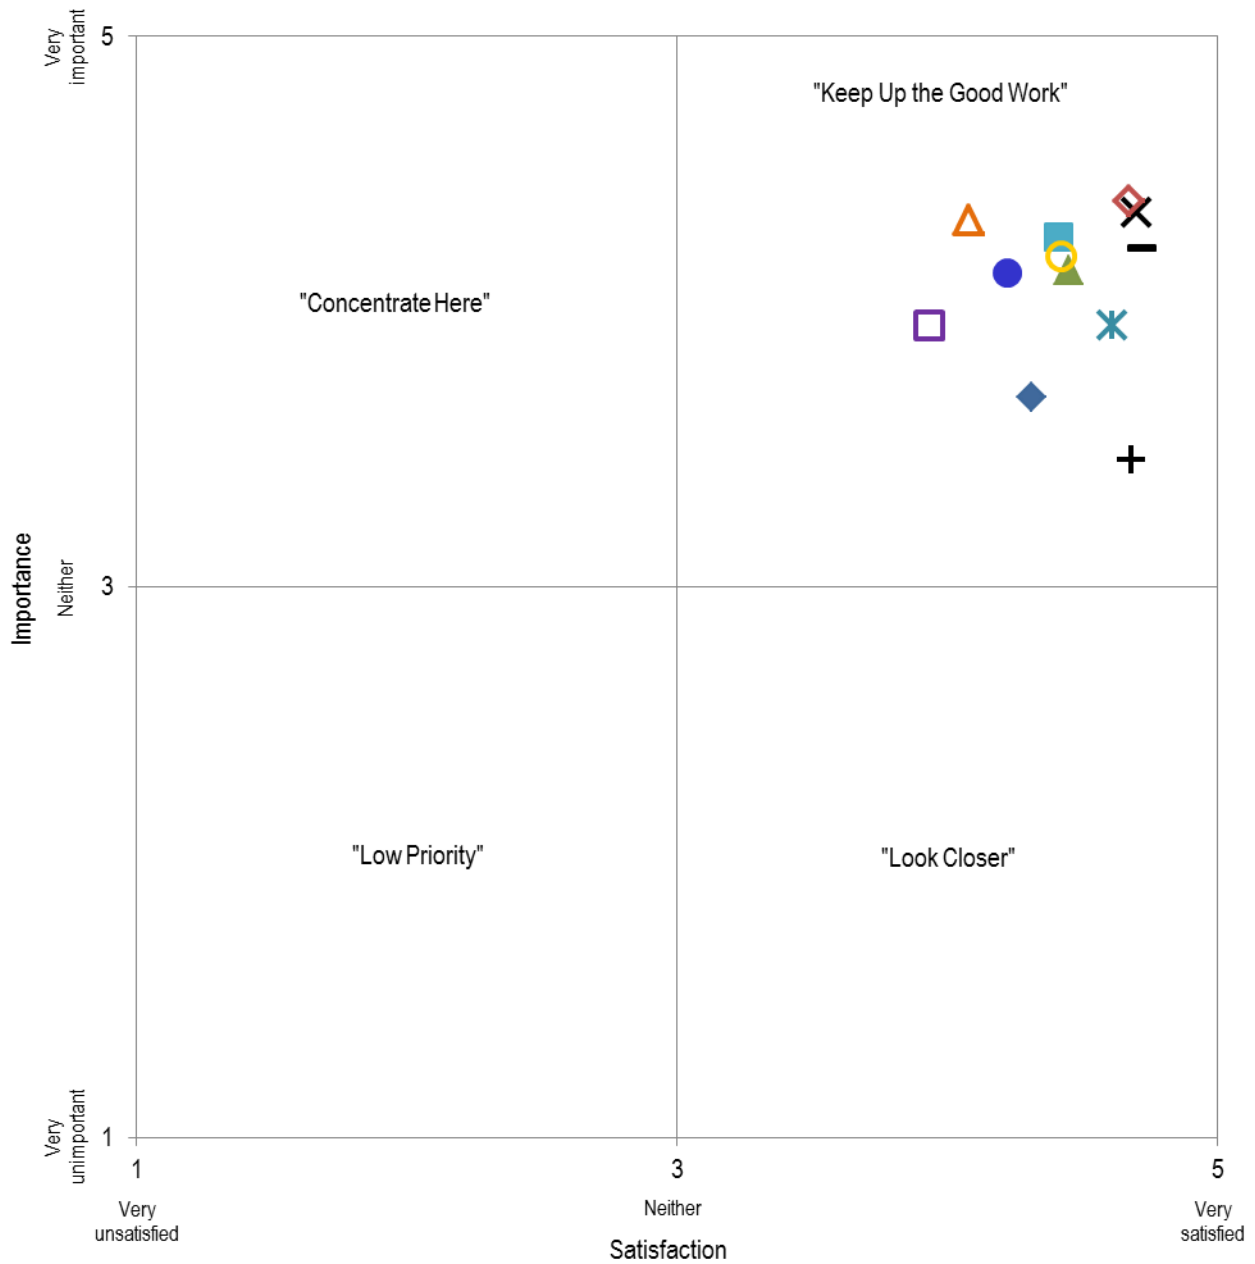 Very
important
5
"Keep Up the Good Work"
"Concentrate Here"
Importance
Neither
3
"Low Priority"
"Look Closer"
Very
unimportant
1
1
3
5
Very
unsatisfied
Neither
Very
satisfied
Satisfaction